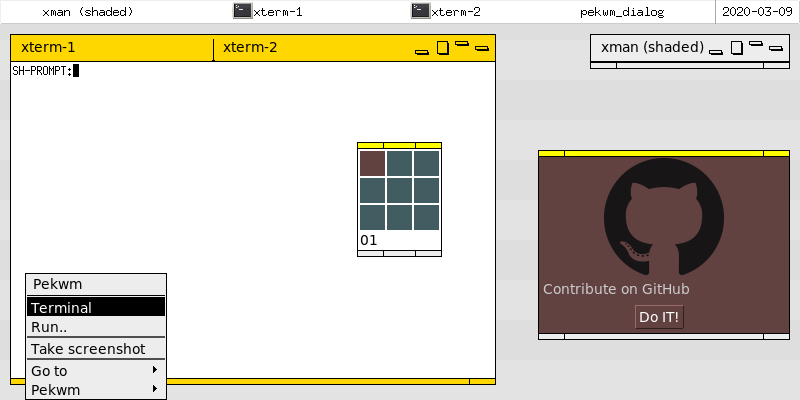 xman (shaded) xterm-1 xterm-2 pekwm_dialog 2020-03-09
xterm-1 xterm-2
xman (shaded)
SH-PROMPT:
01
Contribute on GitHub
Do IT!
Pekwm
Terminal
Run..
Take screenshot
Go to
Pekwm